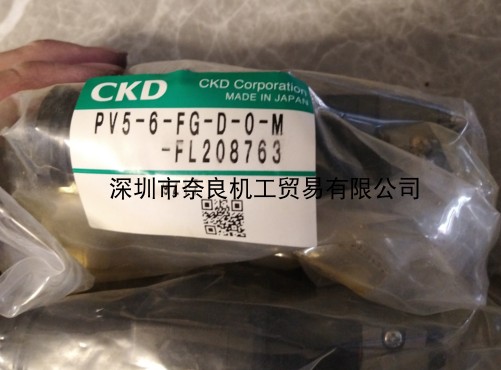 CKD
CKD Corporation
MADE IN JAPAN
PV5-6-FG-D-O-M
-FL208763
深圳市奈良机工贸易有限公司